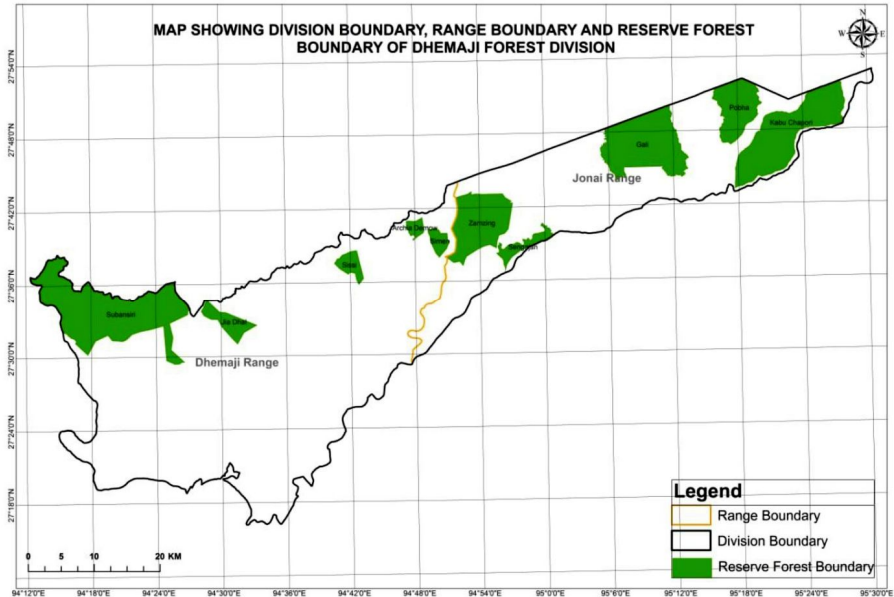 MAP SHOWING DIVISION BOUNDARY, RANGE BOUNDARY AND RESERVE FOREST
BOUNDARY OF DHEMAJI FOREST DIVISION
N
W
E
S
27°54'0"N
27°48'0"N
27°42'0"N
27°36'0"N
27°30'0"N
27°24'0"N
27°18'0"N
Pobha
Kabu Chapori
Gali
Jonai Range
Simen
Subansiri
Jia Dhal
Dhemaji Range
Legend
Range Boundary
Division Boundary
Reserve Forest Boundary
0 5 10 20 KM
94°12'0"E 94°18'0"E 94°24'0"E 94°30'0"E 94°36'0"E 94°42'0"E 94°48'0"E 94°54'0"E 95°0'0"E 95°6'0"E 95°12'0"E 95°18'0"E 95°24'0"E 95°30'0"E